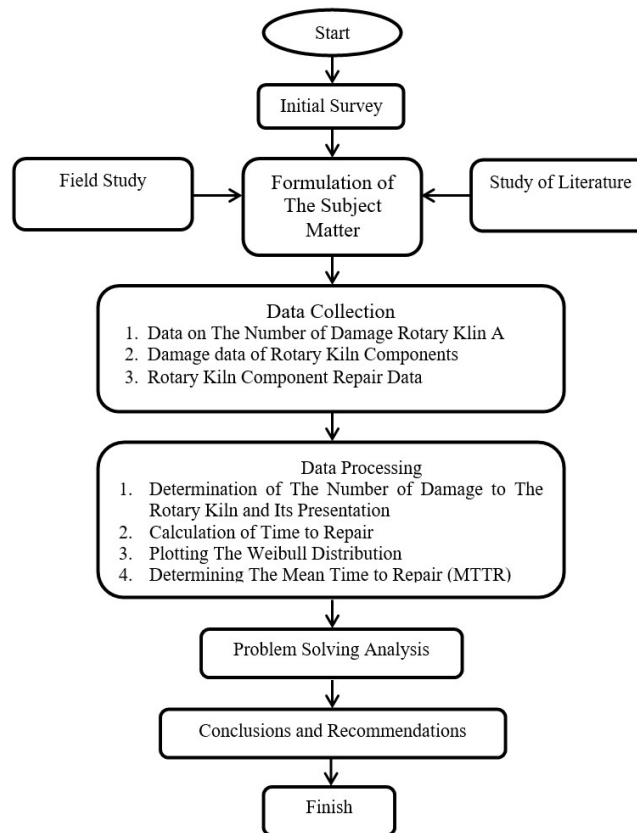 Start
Initial Survey
Field Study
Formulation of
The Subject
Matter
Study of Literature
Data Collection
1. Data on The Number of Damage Rotary Klin A
2. Damage data of Rotary Kiln Components
3. Rotary Kiln Component Repair Data
Data Processing
1. Determination of The Number of Damage to The
Rotary Kiln and Its Presentation
2. Calculation of Time to Repair
3. Plotting The Weibull Distribution
4. Determining The Mean Time to Repair (MTTR)
Problem Solving Analysis
Conclusions and Recommendations
Finish